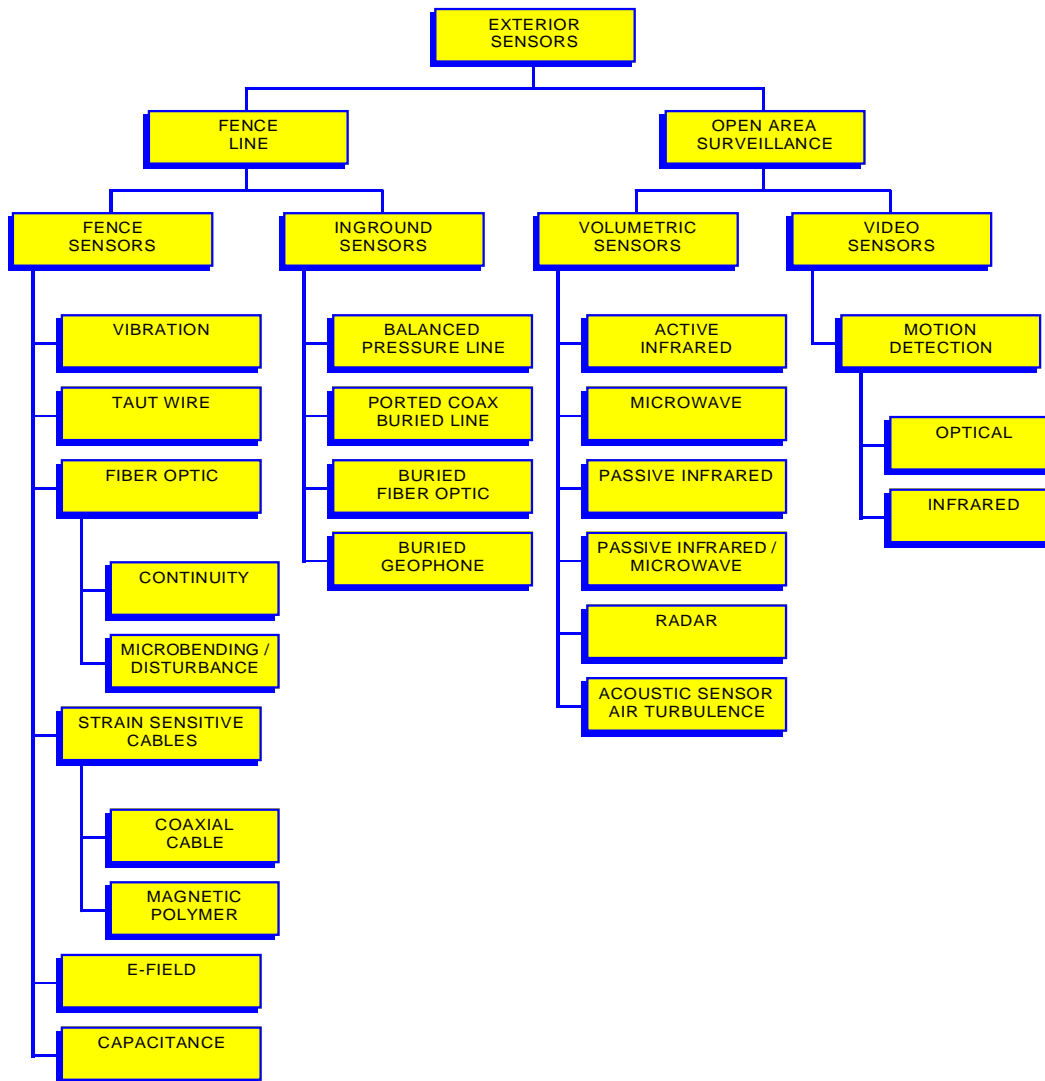 EXTERIOR
SENSORS
FENCE
LINE
OPEN AREA
SURVEILLANCE
FENCE
SENSORS
INGROUND
SENSORS
VOLUMETRIC
SENSORS
VIDEO
SENSORS
VIBRATION
TAUT WIRE
FIBER OPTIC
CONTINUITY
MICROBENDING /
DISTURBANCE
STRAIN SENSITIVE
CABLES
COAXIAL
CABLE
MAGNETIC
POLYMER
E-FIELD
CAPACITANCE
BALANCED
PRESSURE LINE
PORTED COAX
BURIED LINE
BURIED
FIBER OPTIC
BURIED
GEOPHONE
ACTIVE
INFRARED
MICROWAVE
PASSIVE INFRARED
PASSIVE INFRARED /
MICROWAVE
RADAR
ACOUSTIC SENSOR
AIR TURBULENCE
MOTION
DETECTION
OPTICAL
INFRARED